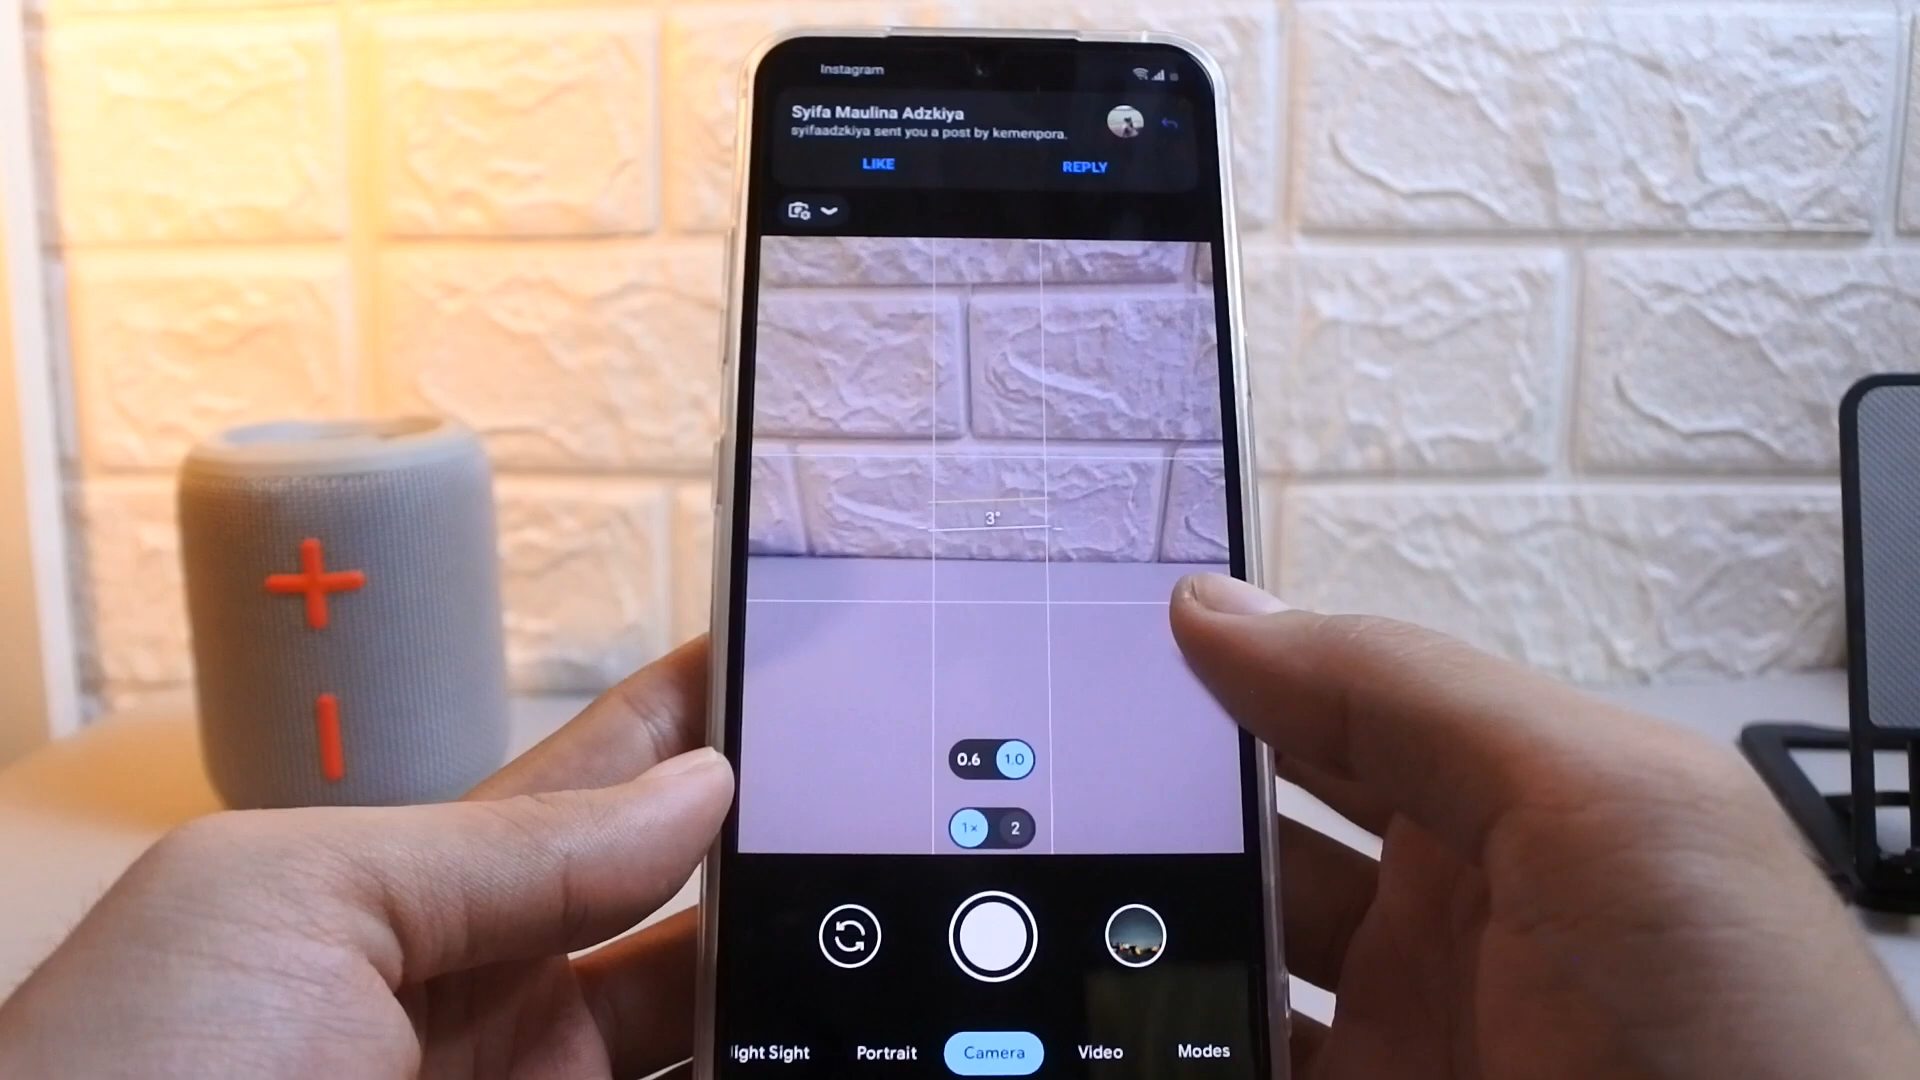 Instagram
Syifa Maulina Adzkiya
syifaadzkiya sent you a post by kemenpora.
LIKE REPLY
3°
0.6 1.0
1× 2
light Sight Portrait Camera Video Modes